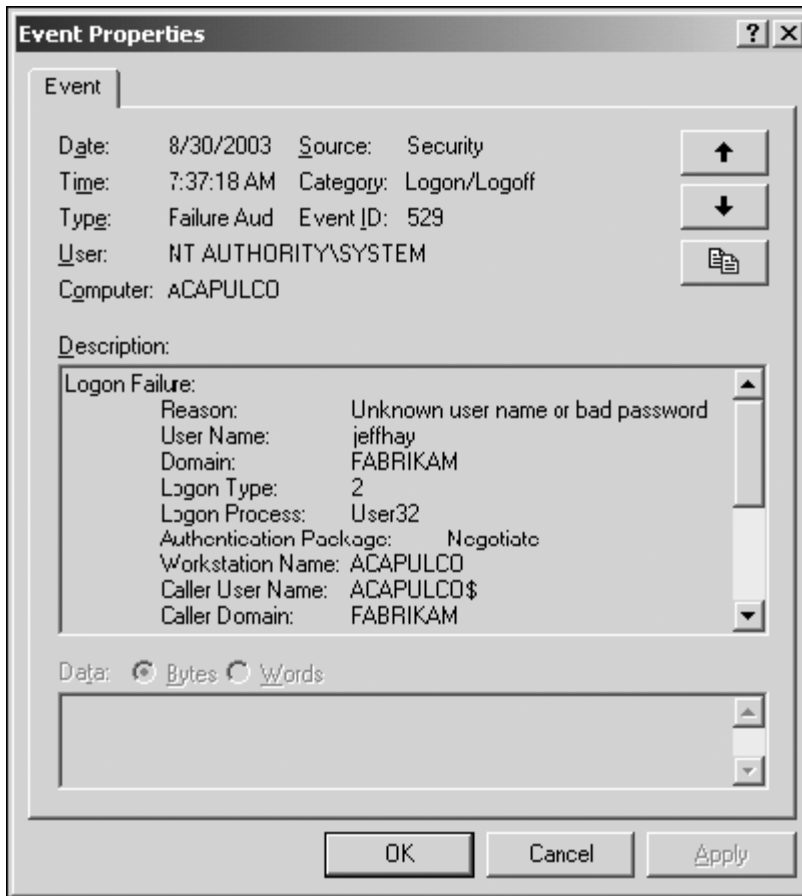 Event Properties
Event
Date: 8/30/2003 Source: Security
Time: 7:37:18 AM Category: Logon/Logoff
Type: Failure Aud Event ID: 529
User: NT AUTHORITY\SYSTEM
Computer: ACAPULCO
Description:
Logon Failure:
Reason: Unknown user name or bad password
User Name: jeffhay
Domain: FABRIKAM
Logon Type: 2
Logon Process: User32
Authentication Package: Negotiate
Workstation Name: ACAPULCO
Caller User Name: ACAPULCO$
Caller Domain: FABRIKAM
Data: Bytes Words
OK Cancel Apply